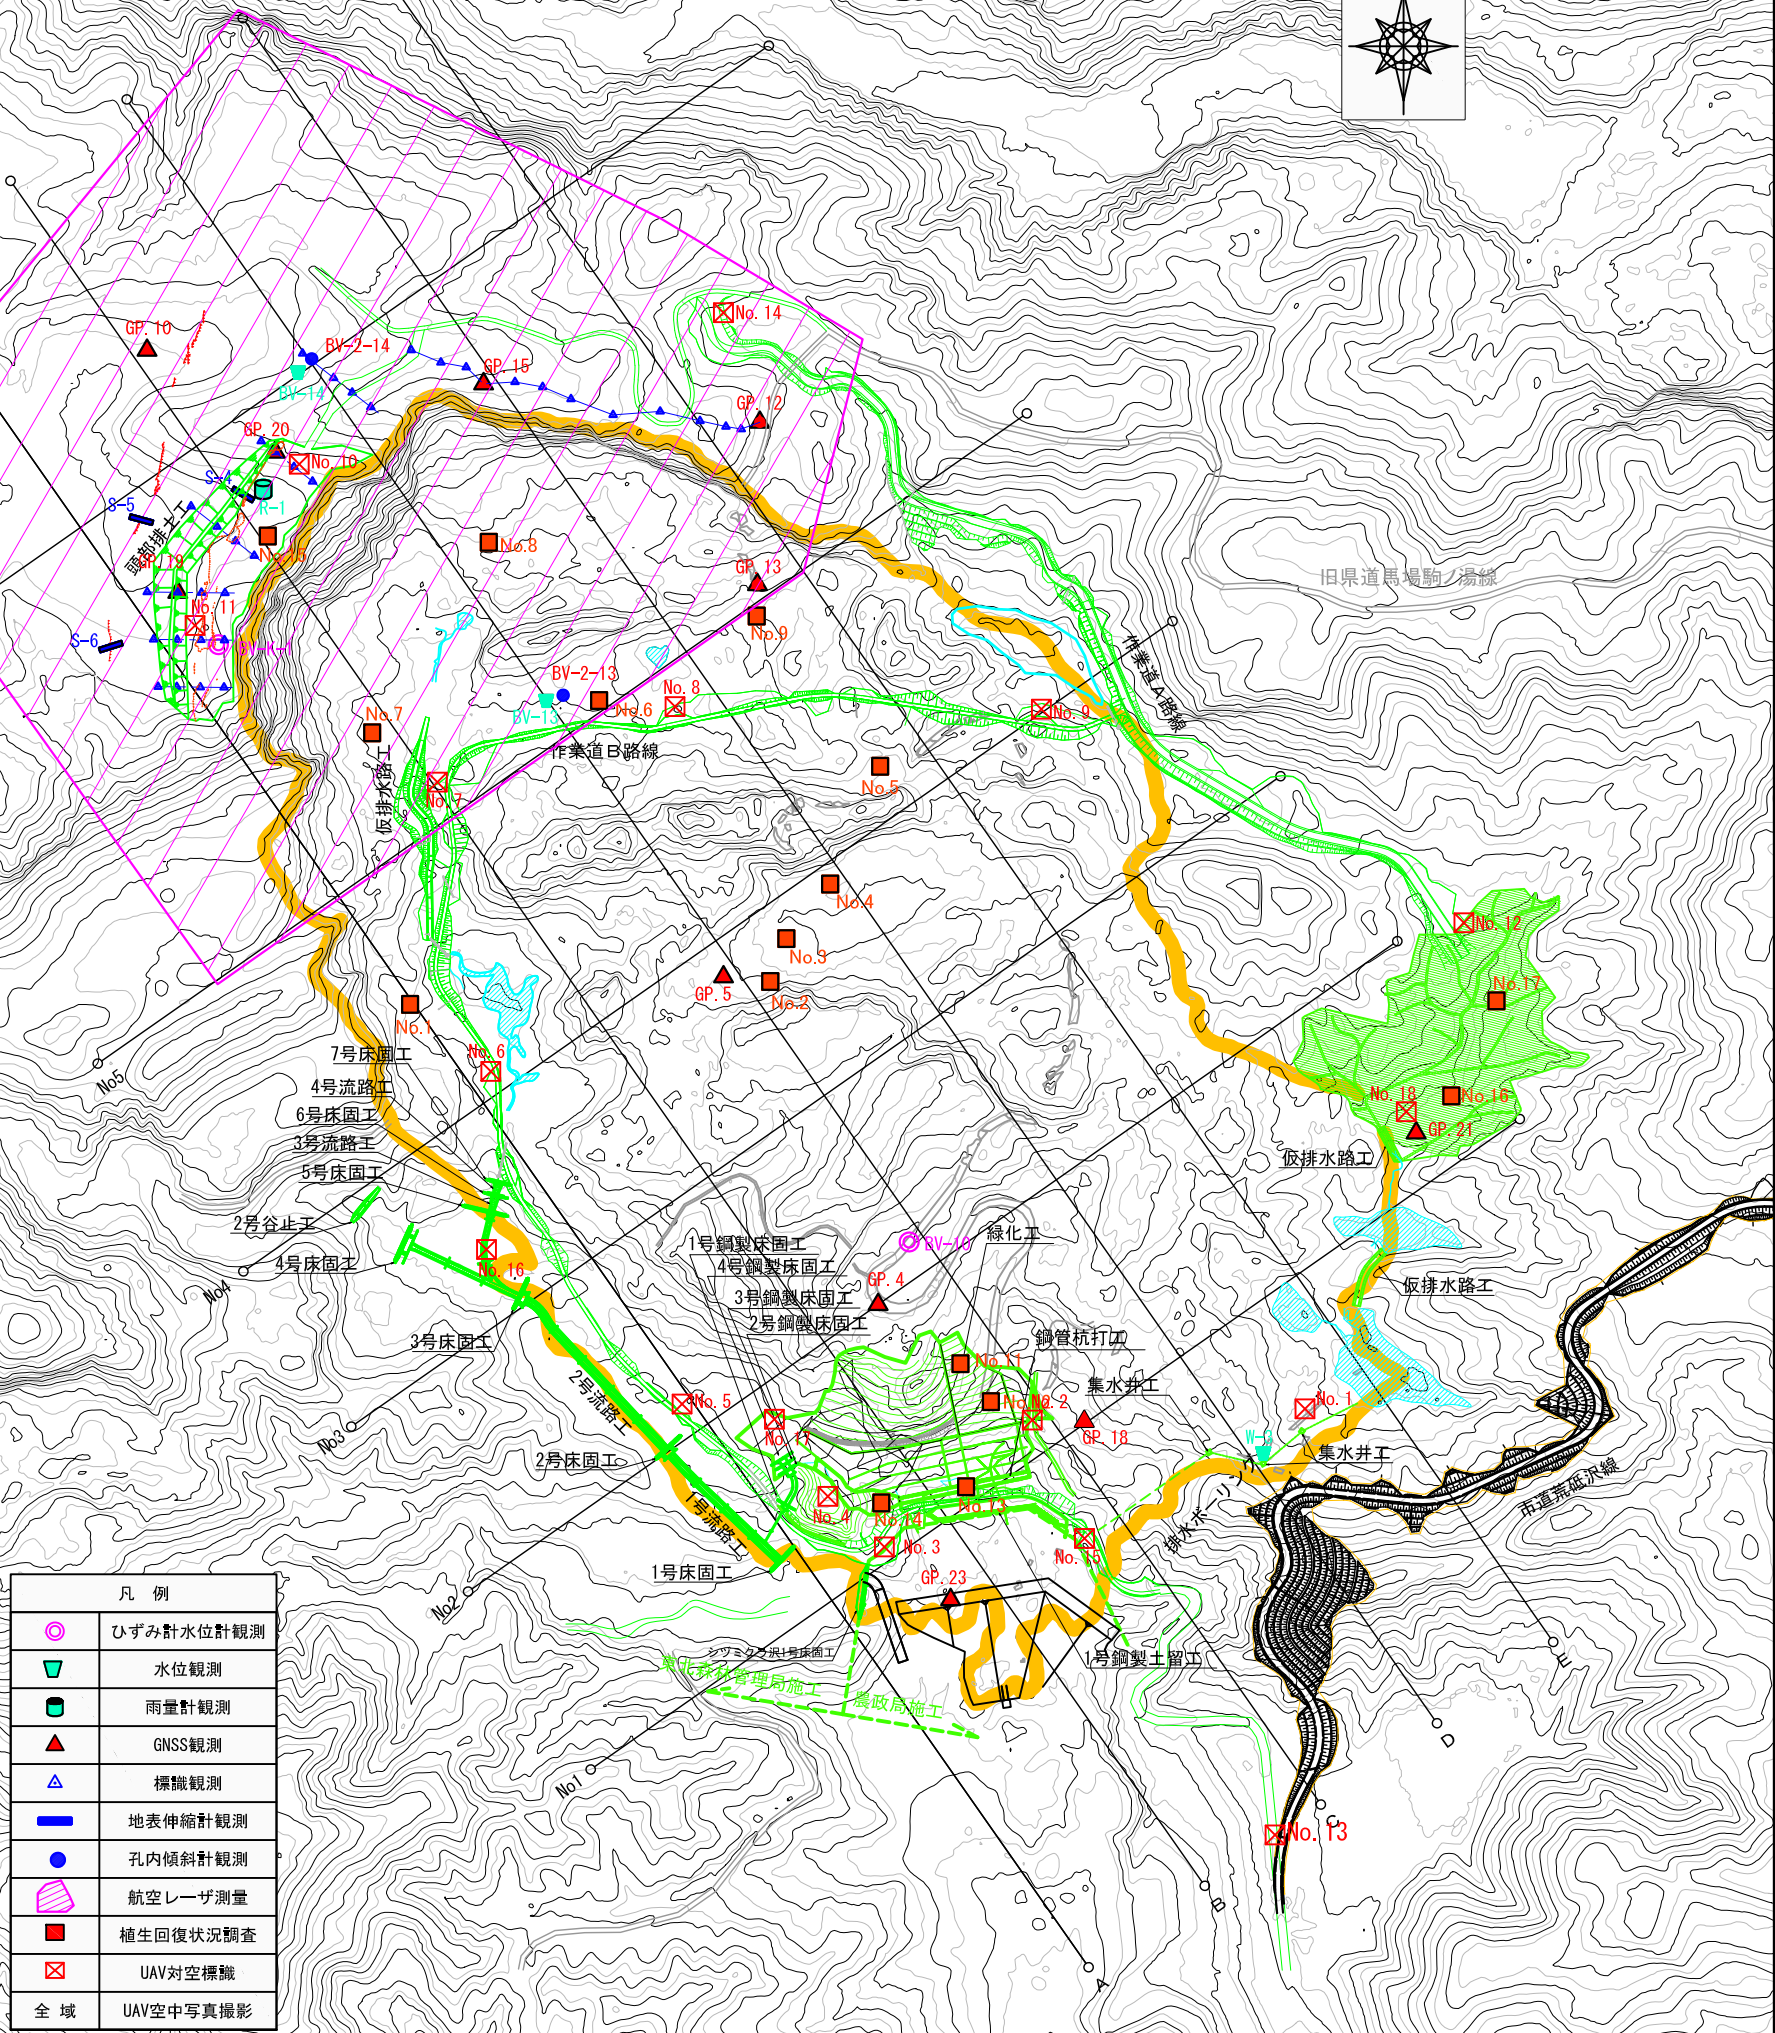 No.14
GP.10
BV-2-14
GP.15
BV-14
GP.12
GP.20
No.10
S-4
R-1
S-5
頭部排土工
No.15
No.8
GP.19
GP.13
旧県道馬場駒ノ湯線
No.11
No.9
S-6
BV-K-1
作業道A路線
BV-2-13
No.8
No.6
BV-13
No.9
No.7
作業道B路線
仮排水路工
No.5
No.7
No.4
No.12
No.3
GP.5
No.2
No.17
No.1
7号床固工
No.6
No5
4号流路工
No.18
No.16
6号床固工
GP.21
3号流路工
仮排水路工
5号床固工
2号谷止工
緑化工
1号鋼製床固工
BV-10
4号床固工
4号鋼製床固工
No.16
GP.4
仮排水路工
No4
3号鋼製床固工
2号鋼製床固工
3号床固工
鋼管杭打工
No.11
集水井工
2号流路工
No.5
No.2
No.1
No3
No.17
GP.18
W-3
集水井工
2号床固工
市道荒砥沢線
1号流路工
No.4
No.14
No.13
排水ボーリング
No.3
No.15
1号床固工
GP.23
No2
シヅミクラ沢1号床固工
1号鋼製土留工
東北森林管理局施工
農政局施工
E
D
No1
C
No.13
B
A
凡 例
ひずみ計水位計観測
水位観測
雨量計観測
GNSS観測
標識観測
地表伸縮計観測
孔内傾斜計観測
航空レーザ測量
植生回復状況調査
UAV対空標識
全 域 UAV空中写真撮影